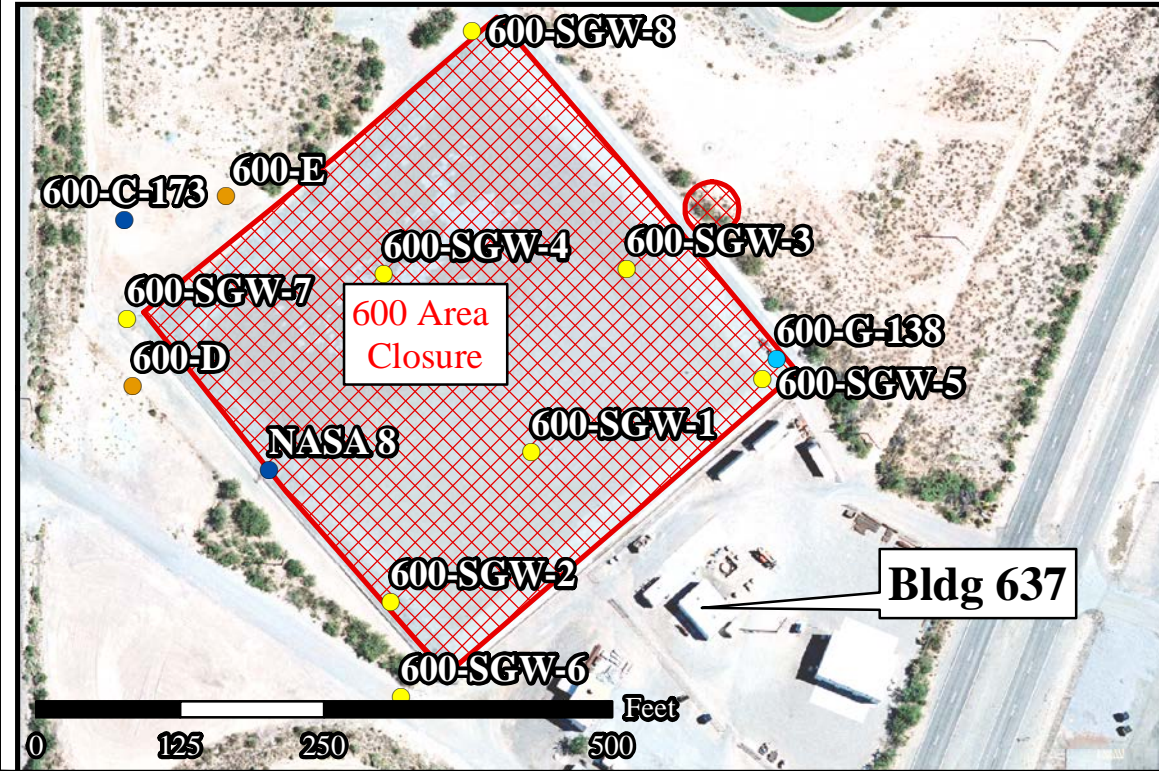 600-SGW-8
600-E
600-C-173
600-SGW-3
600-SGW-4
600-SGW-7
600 Area
Closure
600-G-138
600-D
600-SGW-5
600-SGW-1
NASA 8
600-SGW-2
Bldg 637
600-SGW-6
Feet
0 125 250 500